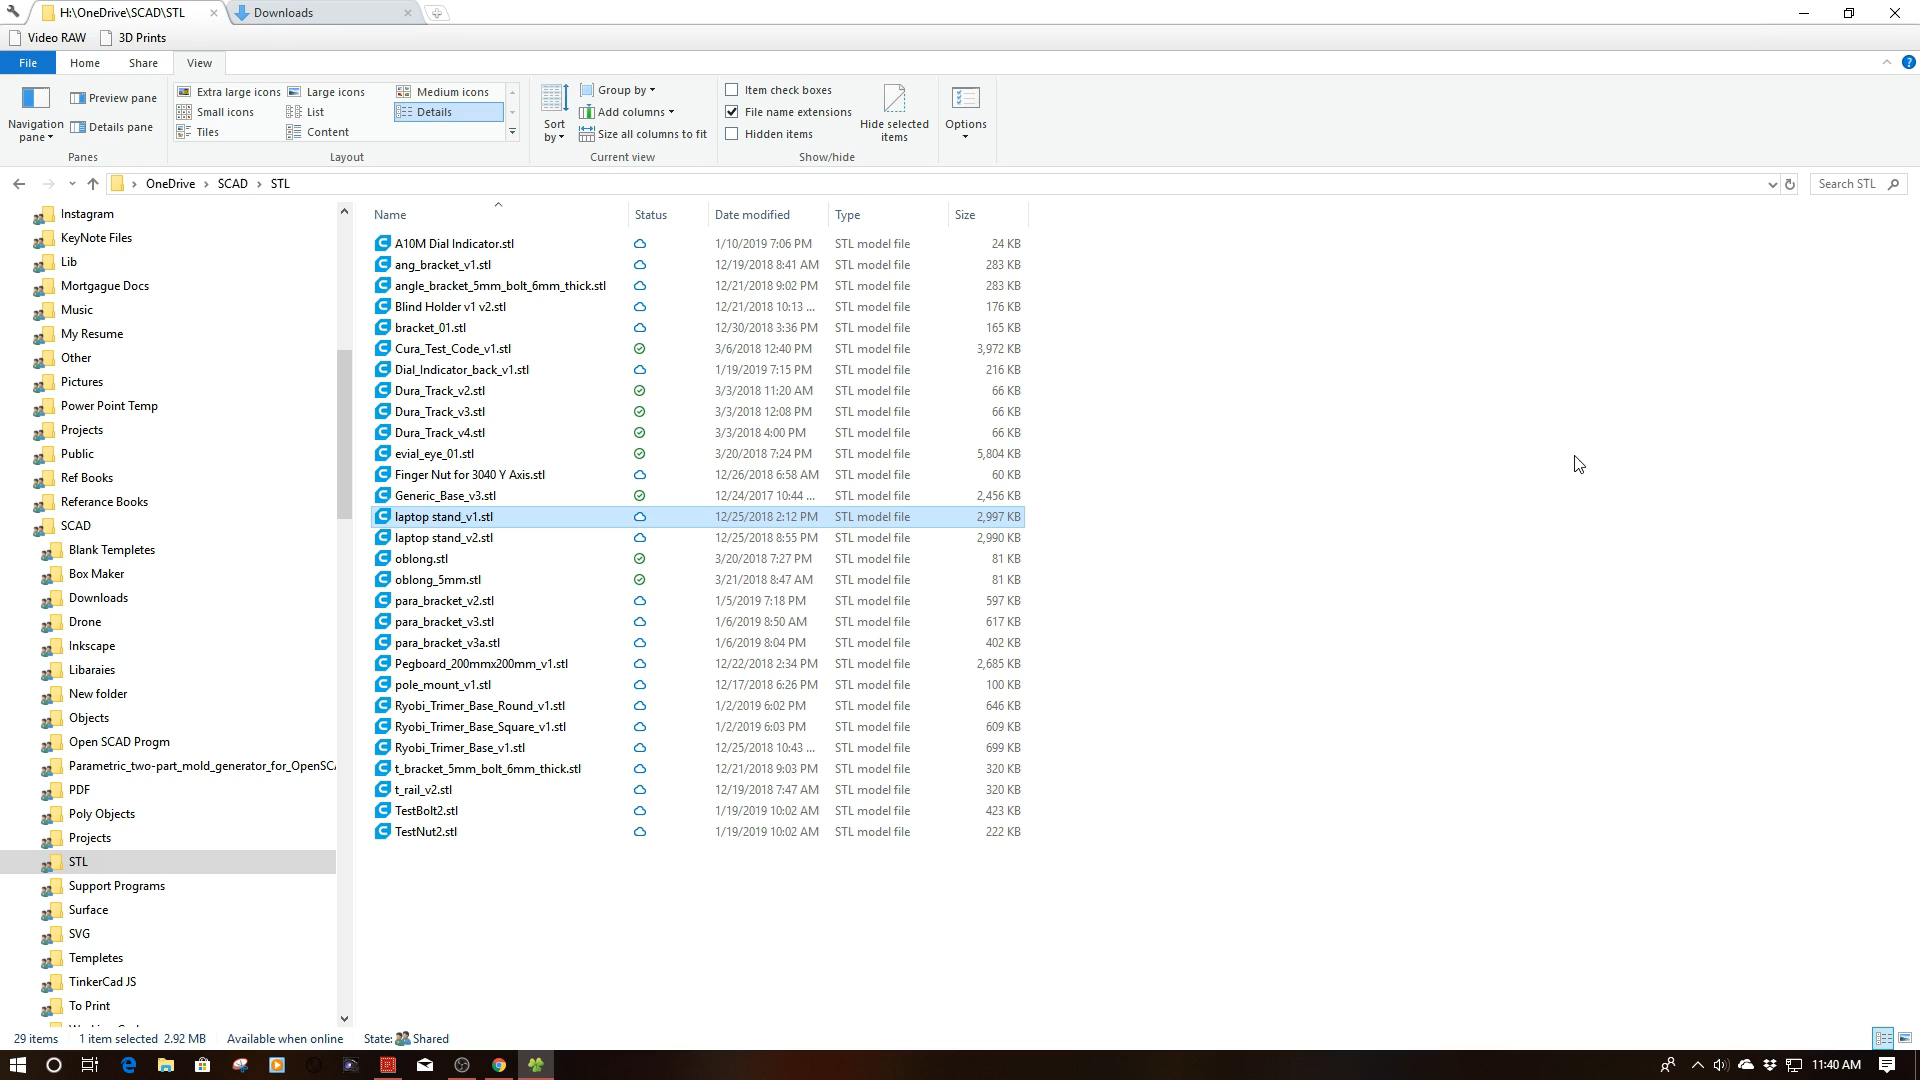 H:\OneDrive\SCAD\STL
Downloads
Video RAW
3D Prints
File
Home
Share
View
Navigation pane
Preview pane
Details pane
Panes
Extra large icons
Large icons
Medium icons
Small icons
List
Details
Tiles
Content
Layout
Sort by
Group by
Add columns
Size all columns to fit
Current view
Item check boxes
File name extensions
Hidden items
Hide selected items
Show/hide
Options
OneDrive › SCAD › STL
Search STL
Instagram
KeyNote Files
Lib
Mortgague Docs
Music
My Resume
Other
Pictures
Power Point Temp
Projects
Public
Ref Books
Referance Books
SCAD
Blank Templetes
Box Maker
Downloads
Drone
Inkscape
Libaraies
New folder
Objects
Open SCAD Progm
Parametric_two-part_mold_generator_for_OpenSC
PDF
Poly Objects
Projects
STL
Support Programs
Surface
SVG
Templetes
TinkerCad JS
To Print
Name Status Date modified Type Size
A10M Dial Indicator.stl 1/10/2019 7:06 PM STL model file 24 KB
ang_bracket_v1.stl 12/19/2018 8:41 AM STL model file 283 KB
angle_bracket_5mm_bolt_6mm_thick.stl 12/21/2018 9:02 PM STL model file 283 KB
Blind Holder v1 v2.stl 12/21/2018 10:13 ... STL model file 176 KB
bracket_01.stl 12/30/2018 3:36 PM STL model file 165 KB
Cura_Test_Code_v1.stl 3/6/2018 12:40 PM STL model file 3,972 KB
Dial_Indicator_back_v1.stl 1/19/2019 7:15 PM STL model file 216 KB
Dura_Track_v2.stl 3/3/2018 11:20 AM STL model file 66 KB
Dura_Track_v3.stl 3/3/2018 12:08 PM STL model file 66 KB
Dura_Track_v4.stl 3/3/2018 4:00 PM STL model file 66 KB
evial_eye_01.stl 3/20/2018 7:24 PM STL model file 5,804 KB
Finger Nut for 3040 Y Axis.stl 12/26/2018 6:58 AM STL model file 60 KB
Generic_Base_v3.stl 12/24/2017 10:44 ... STL model file 2,456 KB
laptop stand_v1.stl 12/25/2018 2:12 PM STL model file 2,997 KB
laptop stand_v2.stl 12/25/2018 8:55 PM STL model file 2,990 KB
oblong.stl 3/20/2018 7:27 PM STL model file 81 KB
oblong_5mm.stl 3/21/2018 8:47 AM STL model file 81 KB
para_bracket_v2.stl 1/5/2019 7:18 PM STL model file 597 KB
para_bracket_v3.stl 1/6/2019 8:50 AM STL model file 617 KB
para_bracket_v3a.stl 1/6/2019 8:04 PM STL model file 402 KB
Pegboard_200mmx200mm_v1.stl 12/22/2018 2:34 PM STL model file 2,685 KB
pole_mount_v1.stl 12/17/2018 6:26 PM STL model file 100 KB
Ryobi_Trimer_Base_Round_v1.stl 1/2/2019 6:02 PM STL model file 646 KB
Ryobi_Trimer_Base_Square_v1.stl 1/2/2019 6:03 PM STL model file 609 KB
Ryobi_Trimer_Base_v1.stl 12/25/2018 10:43 ... STL model file 699 KB
t_bracket_5mm_bolt_6mm_thick.stl 12/21/2018 9:03 PM STL model file 320 KB
t_rail_v2.stl 12/19/2018 7:47 AM STL model file 320 KB
TestBolt2.stl 1/19/2019 10:02 AM STL model file 423 KB
TestNut2.stl 1/19/2019 10:02 AM STL model file 222 KB
29 items 1 item selected 2.92 MB Available when online State: Shared
11:40 AM